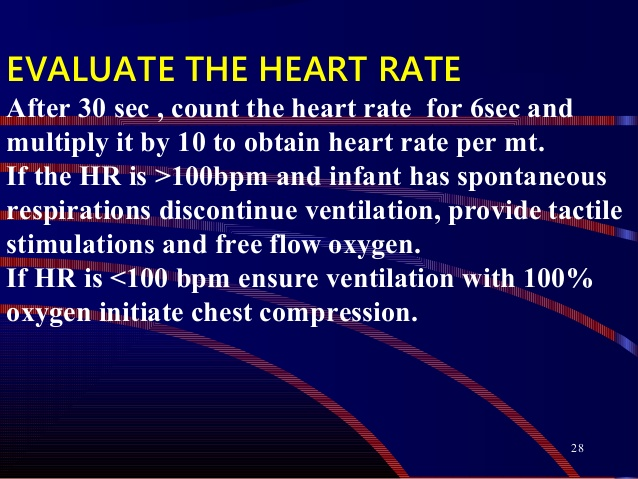 EVALUATE THE HEART RATE
After 30 sec , count the heart rate  for 6sec and
multiply it by 10 to obtain heart rate per mt.
If the HR is >100bpm and infant has spontaneous
respirations discontinue ventilation, provide tactile
stimulations and free flow oxygen.
If HR is <100 bpm ensure ventilation with 100%
oxygen initiate chest compression.
28